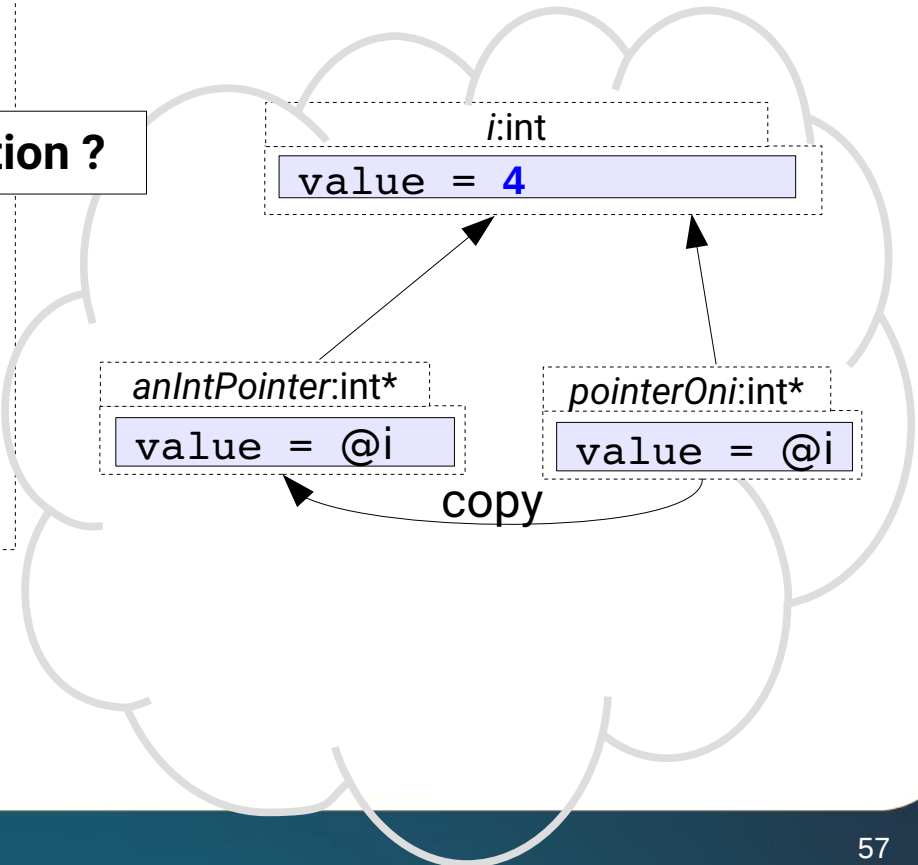 i:int
tion ?
value = 4
anIntPointer:int*
pointerOni:int*
value = @i
value = @i
copy
57